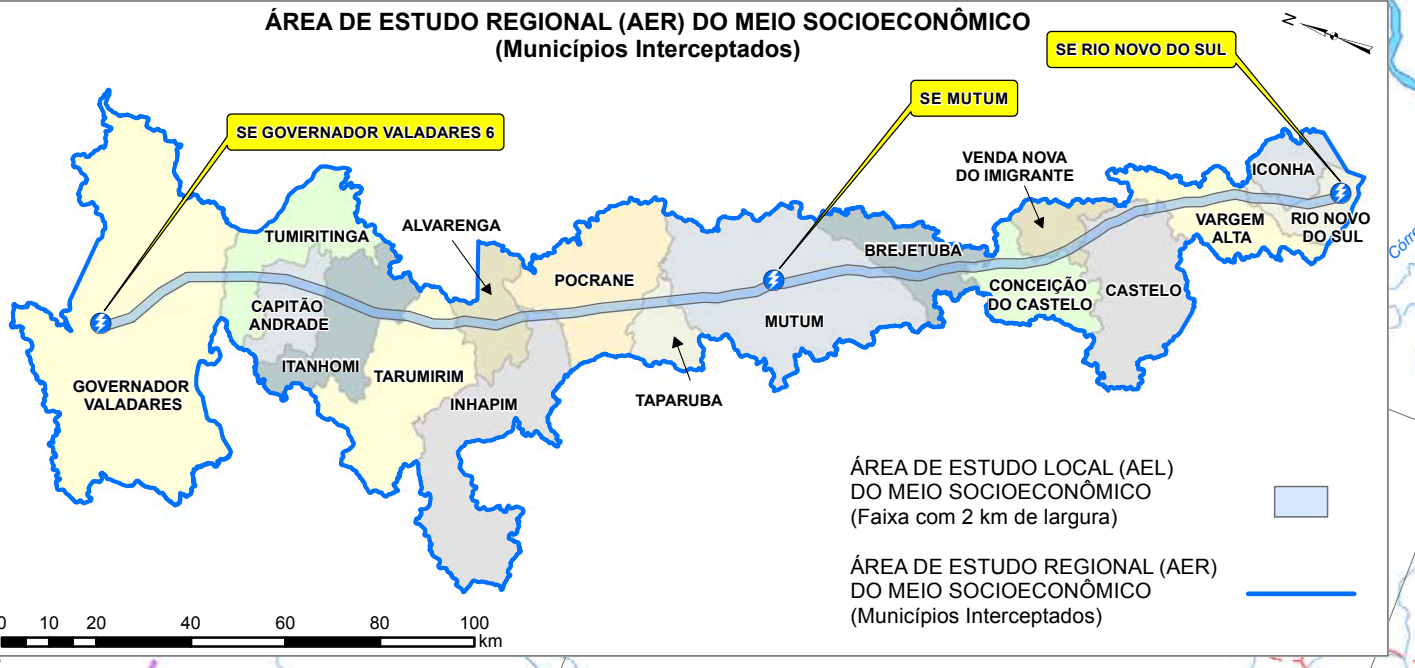 ÁREA DE ESTUDO REGIONAL (AER) DO MEIO SOCIOECONÔMICO
(Municípios Interceptados)
N
SE RIO NOVO DO SUL
SE MUTUM
SE GOVERNADOR VALADARES 6
VENDA NOVA
DO IMIGRANTE
ICONHA
ALVARENGA
TUMIRITINGA
RIO NOVO
DO SUL
VARGEM
ALTA
BREJETUBA
POCRANE
CONCEIÇÃO
DO CASTELO
CASTELO
CAPITÃO
ANDRADE
MUTUM
ITANHOMI
TARUMIRIM
GOVERNADOR
VALADARES
INHAPIM
TAPARUBA
ÁREA DE ESTUDO LOCAL (AEL)
DO MEIO SOCIOECONÔMICO
(Faixa com 2 km de largura)
ÁREA DE ESTUDO REGIONAL (AER)
DO MEIO SOCIOECONÔMICO
(Municípios Interceptados)
0 10 20 40 60 80 100
km